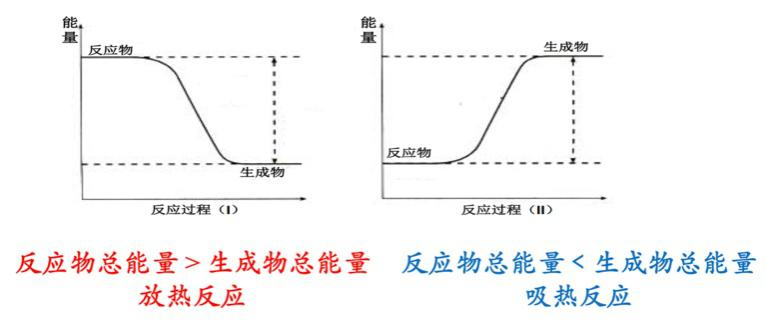 能量
反应物
生成物
反应过程（I）
能量
生成物
反应物
反应过程（II）
反应物总能量＞生成物总能量
放热反应
反应物总能量＜生成物总能量
吸热反应